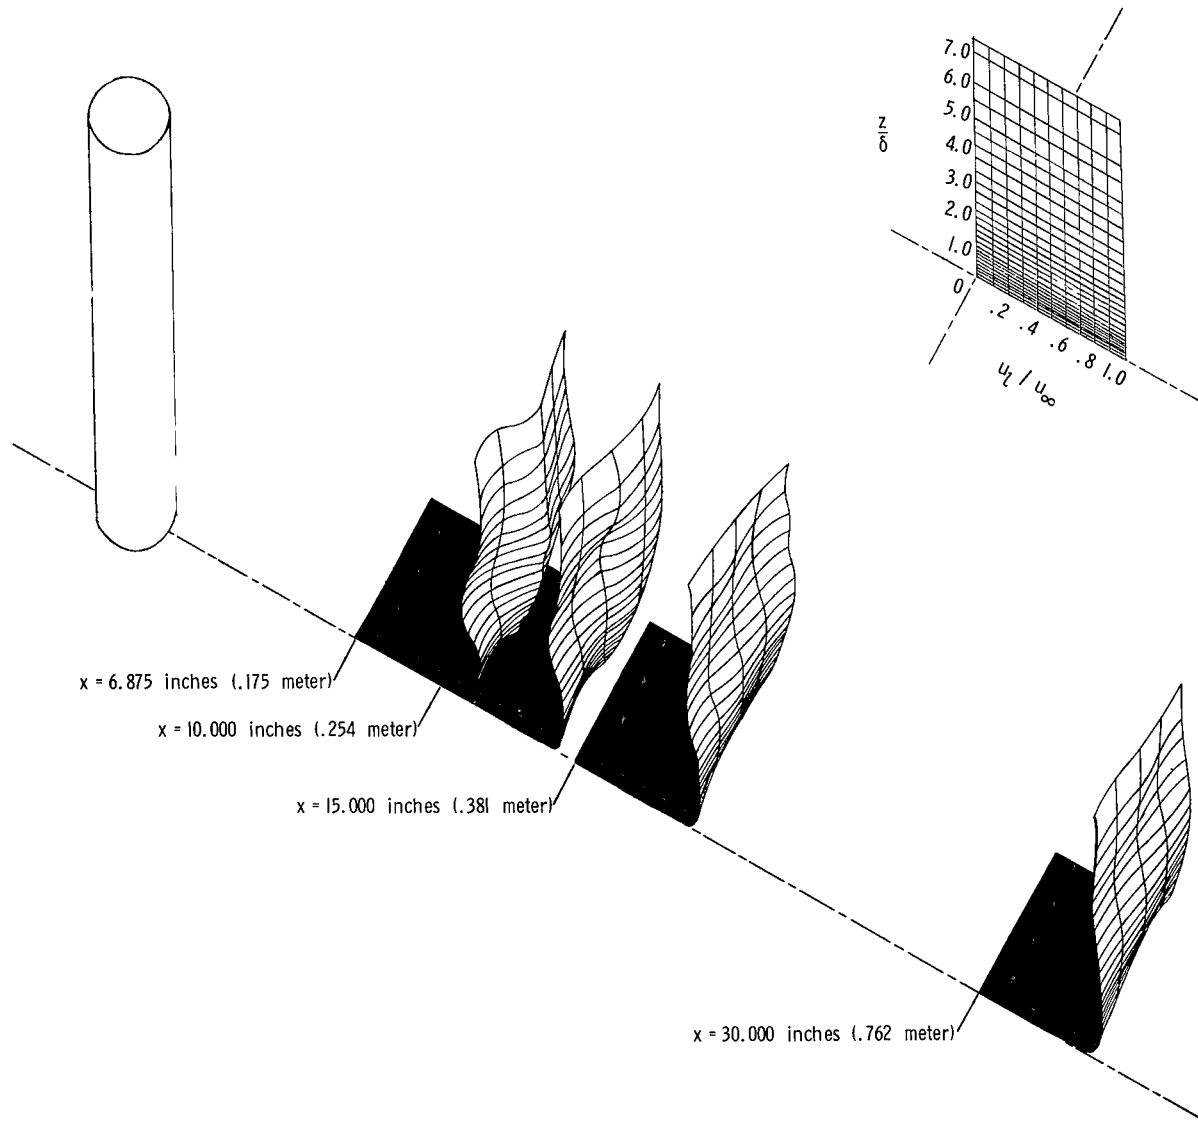 7.0
6.0
5.0
4.0
3.0
2.0
1.0
0
z
δ
.2 .4 .6 .8 1.0
u_l / u_∞
x = 6.875 inches (.175 meter)
x = 10.000 inches (.254 meter)
x = 15.000 inches (.381 meter)
x = 30.000 inches (.762 meter)